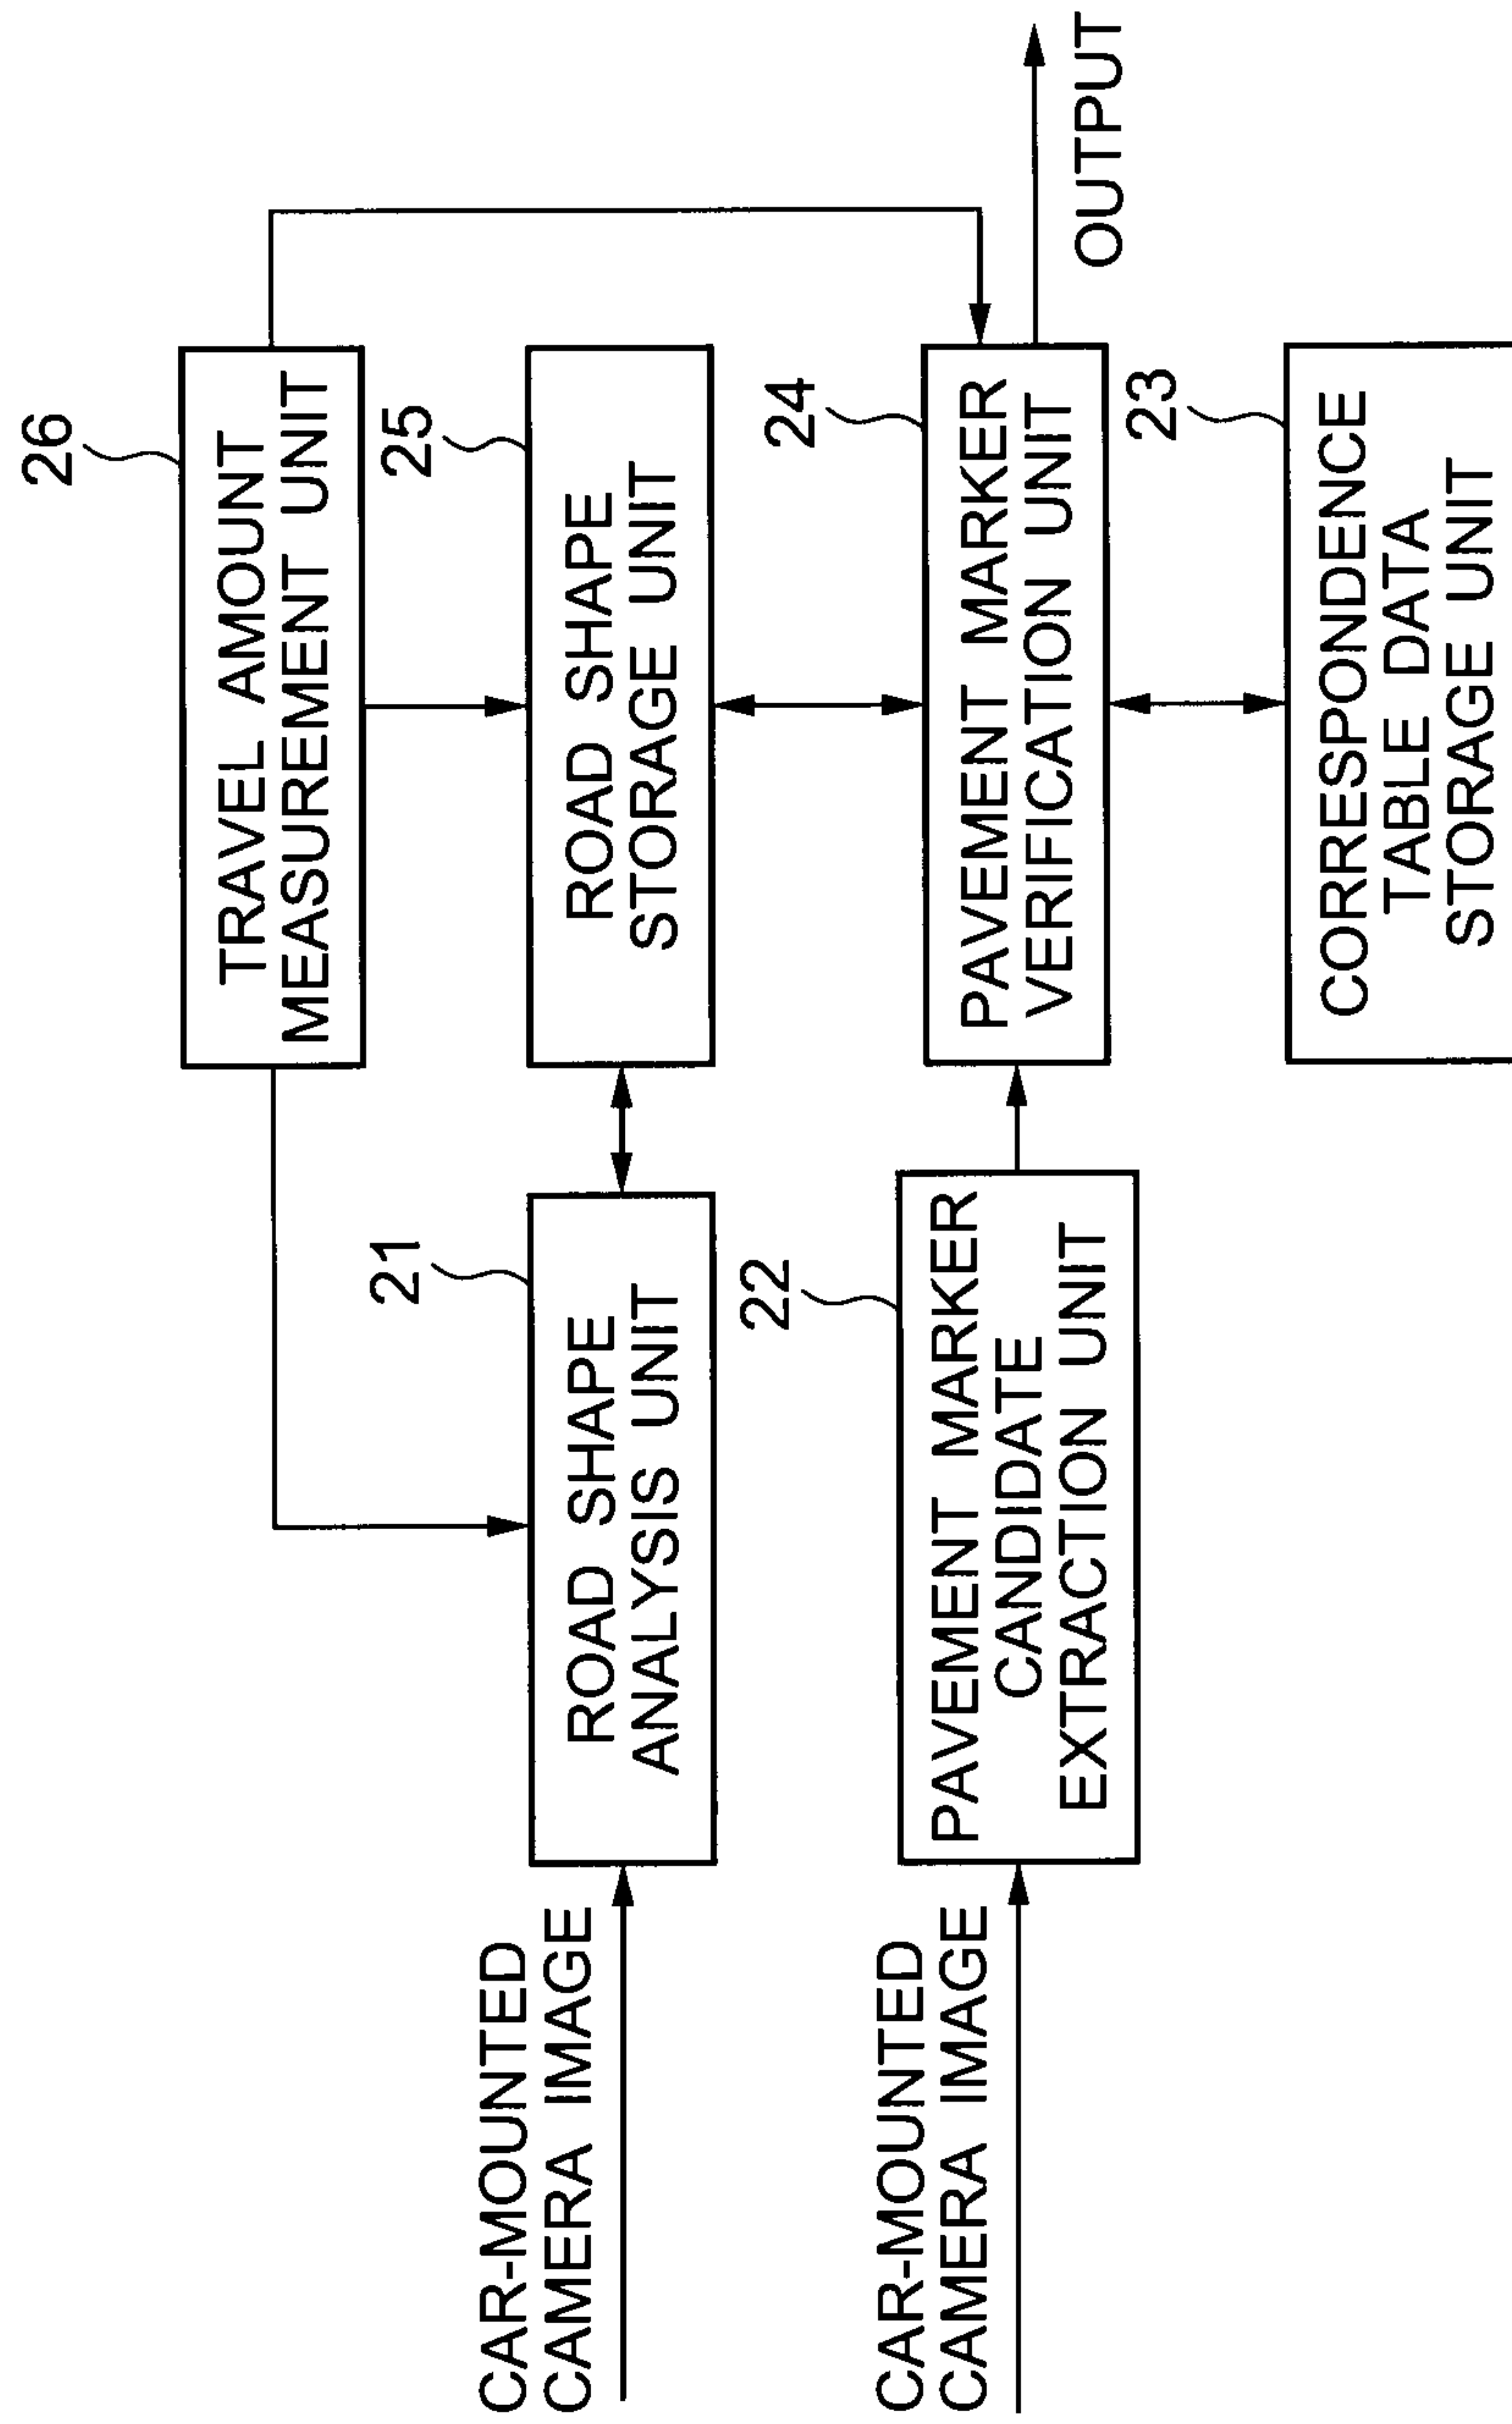 26
TRAVEL AMOUNT
MEASUREMENT UNIT
21
25
CAR-MOUNTED
CAMERA IMAGE
ROAD SHAPE
ANALYSIS UNIT
ROAD SHAPE
STORAGE UNIT
22
24
CAR-MOUNTED
CAMERA IMAGE
PAVEMENT MARKER
CANDIDATE
EXTRACTION UNIT
PAVEMENT MARKER
VERIFICATION UNIT
OUTPUT
23
CORRESPONDENCE
TABLE DATA
STORAGE UNIT